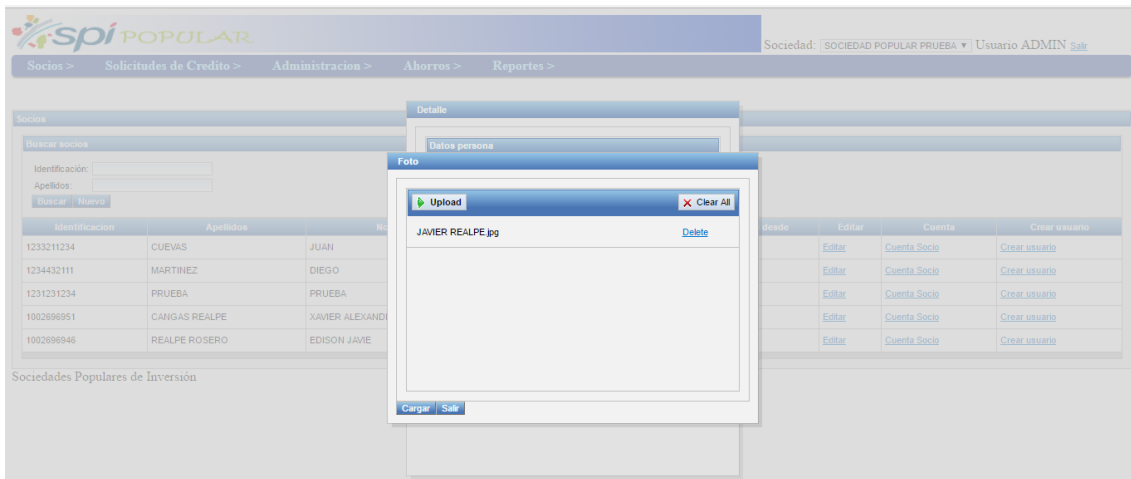 spi POPULAR
Sociedad: SOCIEDAD POPULAR PRUEBA Usuario ADMIN Salir
Socios > Solicitudes de Credito > Administracion > Ahorros > Reportes >
Detalle
Socios
Buscar socios
Datos persona
Foto
Identificación:
Apellidos:
Buscar Nuevo
Upload Clear All
JAVIER REALPE.jpg Delete
Identificacion Apellidos No desde Editar Cuenta Crear usuario
1233211234 CUEVAS JUAN Editar Cuenta Socio Crear usuario
1234432111 MARTINEZ DIEGO Editar Cuenta Socio Crear usuario
1231231234 PRUEBA PRUEBA Editar Cuenta Socio Crear usuario
1002696951 CANGAS REALPE XAVIER ALEXANDR Editar Cuenta Socio Crear usuario
1002696946 REALPE ROSERO EDISON JAVIE Editar Cuenta Socio Crear usuario
Sociedades Populares de Inversión
Cargar Salir